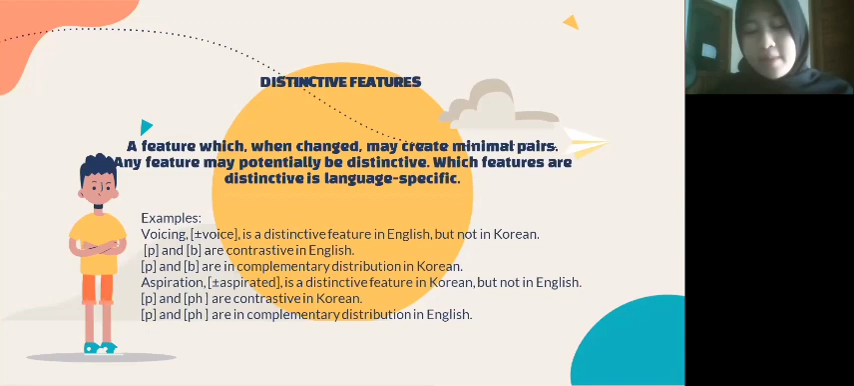 DISTINCTIVE FEATURES
A feature which, when changed, may create minimal pairs.
Any feature may potentially be distinctive. Which features are
distinctive is language-specific.
Examples:
Voicing, [±voice], is a distinctive feature in English, but not in Korean.
[p] and [b] are contrastive in English.
[p] and [b] are in complementary distribution in Korean.
Aspiration, [±aspirated], is a distinctive feature in Korean, but not in English.
[p] and [ph ] are contrastive in Korean.
[p] and [ph ] are in complementary distribution in English.